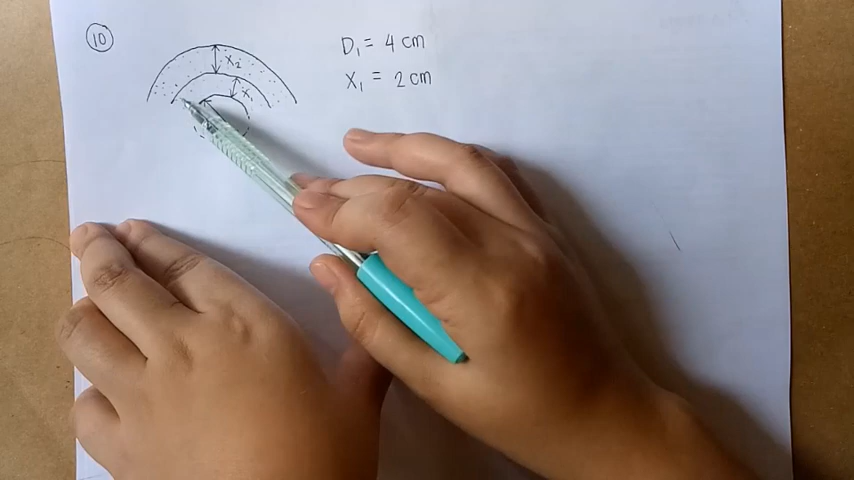 10
D₁ = 4 cm
X₂
X₁ = 2 cm
X₁